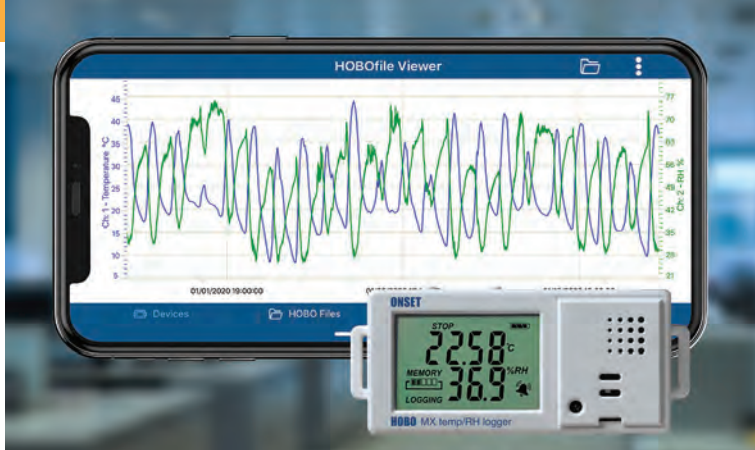 HOBOfile Viewer
45
40
35
30
25
20
15
10
5
Ch: 1 - Temperature °C
77
70
63
56
49
41
35
28
21
Ch: 2 - RH %
01/01/2020 19:00:00
Devices
HOBO Files
ONSET
STOP
22.58 °C
MEMORY
36.9 %RH
LOGGING
HOBO MX temp/RH logger